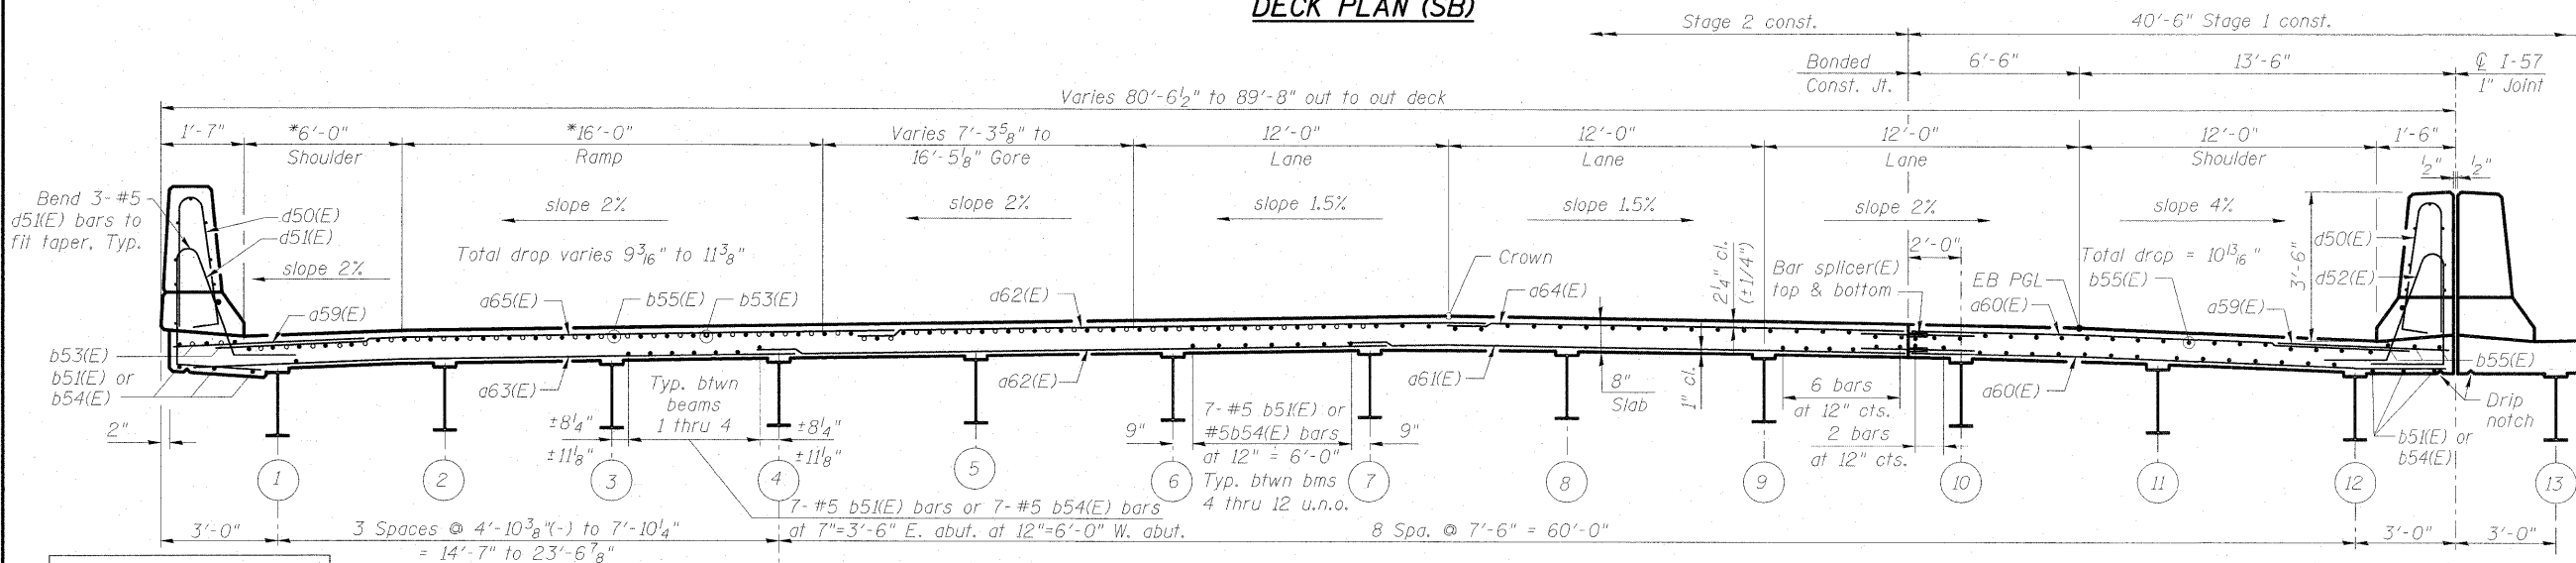 DECK PLAN (SB)
Stage 2 const.
40'-6" Stage 1 const.
Bonded
Const. Jt.
6'-6"
13'-6"
℄ I-57
1" Joint
Varies 80'-6½" to 89'-8" out to out deck
1'-7"
*6'-0"
Shoulder
*16'-0"
Ramp
Varies 7'-3⅝" to
16'-5⅛" Gore
12'-0"
Lane
12'-0"
Lane
12'-0"
Lane
12'-0"
Shoulder
1'-6"
½"
½"
Bend 3-#5
d51(E) bars to
fit taper, Typ.
d50(E)
d51(E)
slope 2%
slope 2%
slope 2%
slope 1.5%
slope 1.5%
slope 2%
slope 4%
Total drop varies 9³⁄₁₆" to 11⅜"
2'-0"
Total drop = 10¹³⁄₁₆"
3'-6"
d50(E)
d52(E)
Crown
2¼" cl.
(±1/4")
Bar splicer(E)
top & bottom
EB PGL
b55(E)
a59(E)
a65(E)
b55(E)
b53(E)
a62(E)
a64(E)
a60(E)
a59(E)
b53(E)
b51(E) or
b54(E)
a63(E)
a62(E)
a61(E)
8"
Slab
1" cl.
a60(E)
b55(E)
Drip
notch
b51(E) or
b54(E)
2"
±8¼"
±11⅛"
Typ. btwn
beams
1 thru 4
±8¼"
±11⅛"
9"
7-#5 b51(E) or
#5b54(E) bars
at 12" = 6'-0"
Typ. btwn bms
4 thru 12 u.n.o.
9"
6 bars
at 12" cts.
2 bars
at 12" cts.
1
2
3
4
5
6
7
8
9
10
11
12
13
7-#5 b51(E) bars or 7-#5 b54(E) bars
at 7"=3'-6" E. abut. at 12"=6'-0" W. abut.
3'-0"
3 Spaces @ 4'-10⅜"(-) to 7'-10¼"
= 14'-7" to 23'-6⅞"
8 Spa. @ 7'-6" = 60'-0"
3'-0"
3'-0"